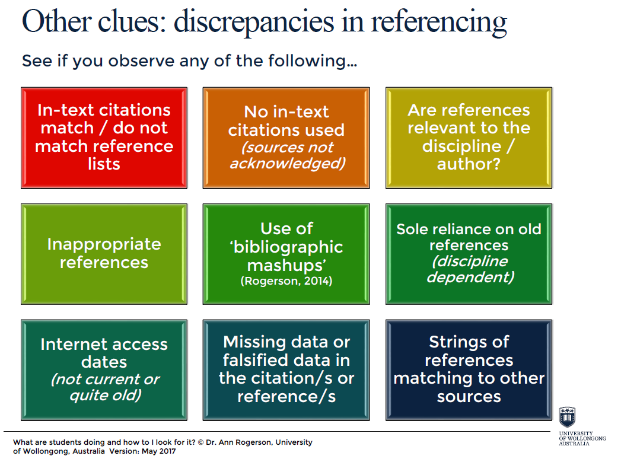 Other clues: discrepancies in referencing
See if you observe any of the following...
In-text citations
match / do not
match reference
lists
No in-text
citations used
(sources not
acknowledged)
Are references
relevant to the
discipline /
author?
Inappropriate
references
Use of
‘bibliographic
mashups’
(Rogerson, 2014)
Sole reliance on old
references
(discipline
dependent)
Internet access
dates
(not current or
quite old)
Missing data or
falsified data in
the citation/s or
reference/s
Strings of
references
matching to other
sources
What are students doing and how to I look for it? © Dr. Ann Rogerson, University
of Wollongong, Australia Version: May 2017
UNIVERSITY
OF WOLLONGONG
AUSTRALIA